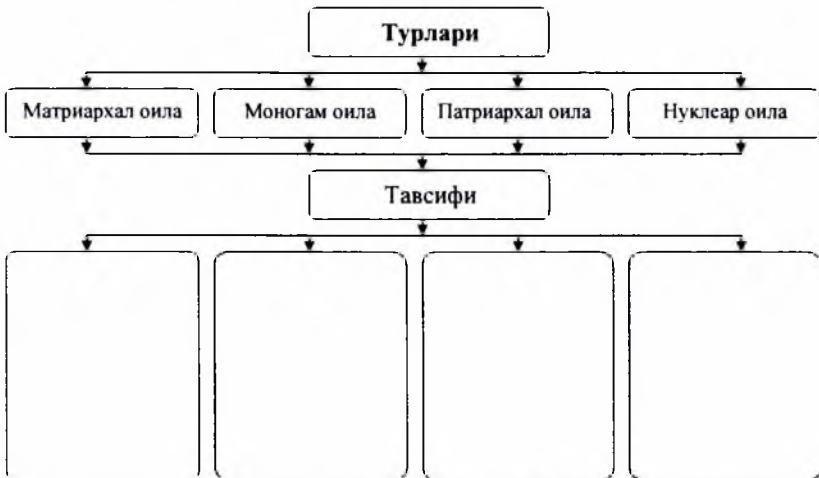 Турлари
Матриархал оила
Моногам оила
Патриархал оила
Нуклеар оила
Тавсифи